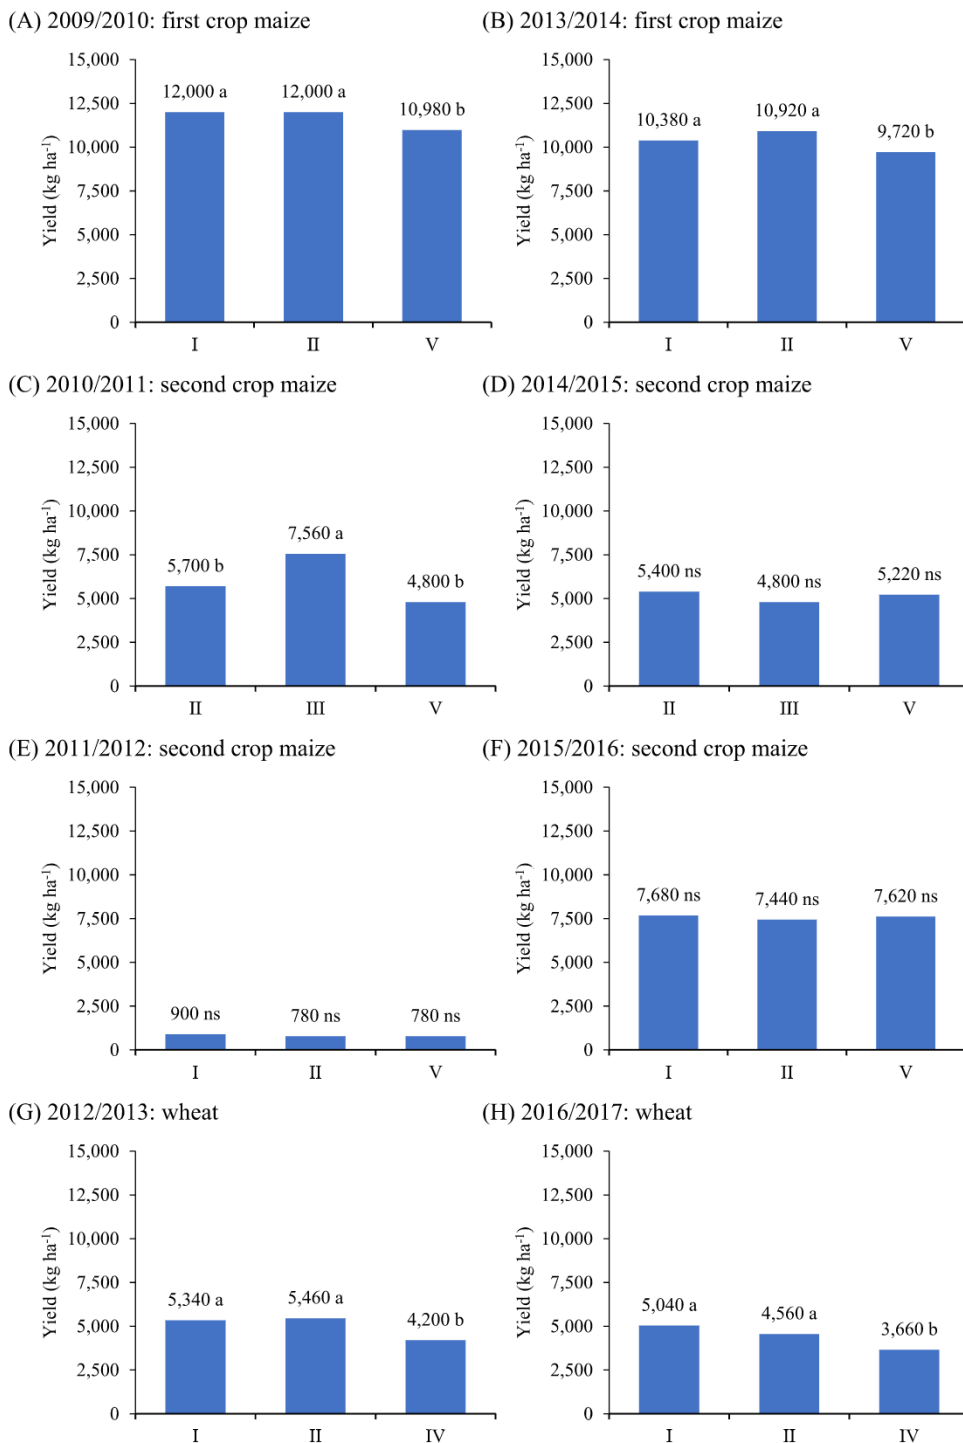 (A) 2009/2010: first crop maize
15,000
12,500
10,000
7,500
5,000
2,500
0
Yield (kg ha-1)
12,000 a
12,000 a
10,980 b
I II V
(B) 2013/2014: first crop maize
15,000
12,500
10,000
7,500
5,000
2,500
0
Yield (kg ha-1)
10,380 a
10,920 a
9,720 b
I II V
(C) 2010/2011: second crop maize
15,000
12,500
10,000
7,500
5,000
2,500
0
Yield (kg ha-1)
5,700 b
7,560 a
4,800 b
II III V
(D) 2014/2015: second crop maize
15,000
12,500
10,000
7,500
5,000
2,500
0
Yield (kg ha-1)
5,400 ns
4,800 ns
5,220 ns
II III V
(E) 2011/2012: second crop maize
15,000
12,500
10,000
7,500
5,000
2,500
0
Yield (kg ha-1)
900 ns
780 ns
780 ns
I II V
(F) 2015/2016: second crop maize
15,000
12,500
10,000
7,500
5,000
2,500
0
Yield (kg ha-1)
7,680 ns
7,440 ns
7,620 ns
I II V
(G) 2012/2013: wheat
15,000
12,500
10,000
7,500
5,000
2,500
0
Yield (kg ha-1)
5,340 a
5,460 a
4,200 b
I II IV
(H) 2016/2017: wheat
15,000
12,500
10,000
7,500
5,000
2,500
0
Yield (kg ha-1)
5,040 a
4,560 a
3,660 b
I II IV